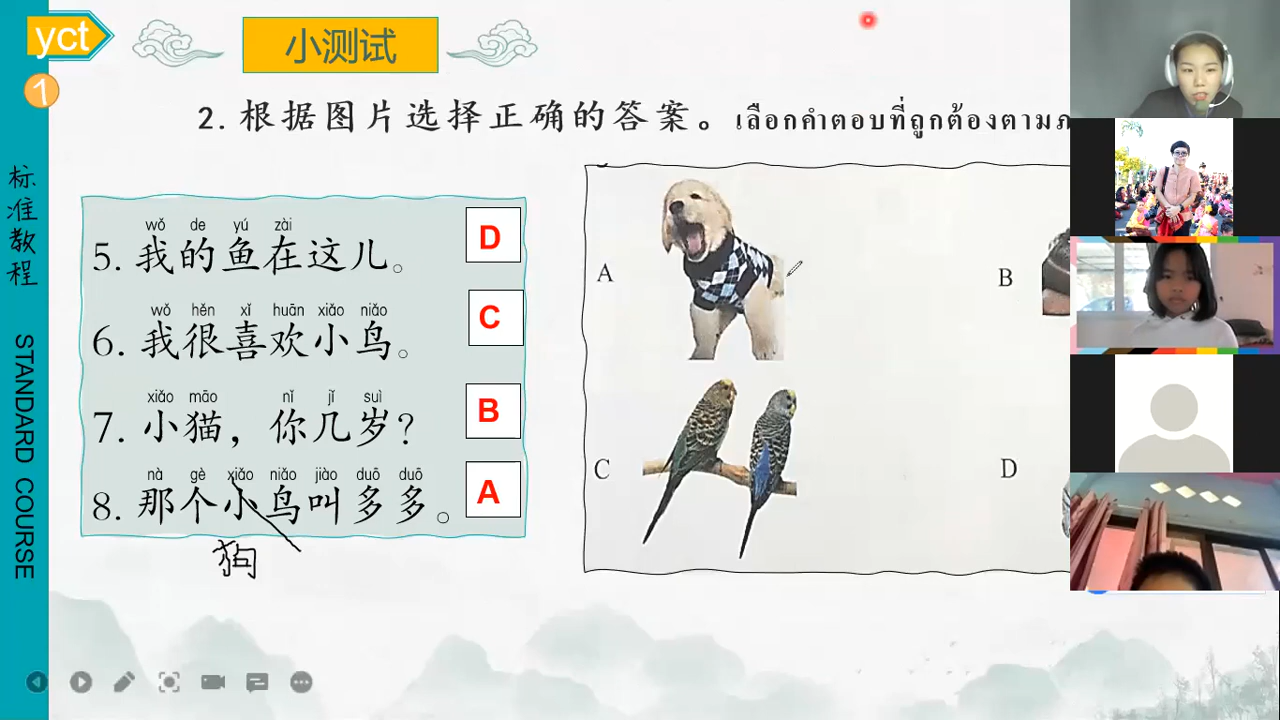 yct
1
小测试
2. 根据图片选择正确的答案。เลือกคำตอบที่ถูกต้องตามภ
标准教程
STANDARD COURSE
wǒ de yú zài
5. 我的鱼在这儿。
D
wǒ hěn xǐ huān xiǎo niǎo
6. 我很喜欢小鸟。
C
xiǎo māo nǐ jǐ suì
7. 小猫，你几岁？
B
nà gè xiǎo niǎo jiào duō duō
8. 那个小鸟叫多多。
A
狗
A
B
C
D